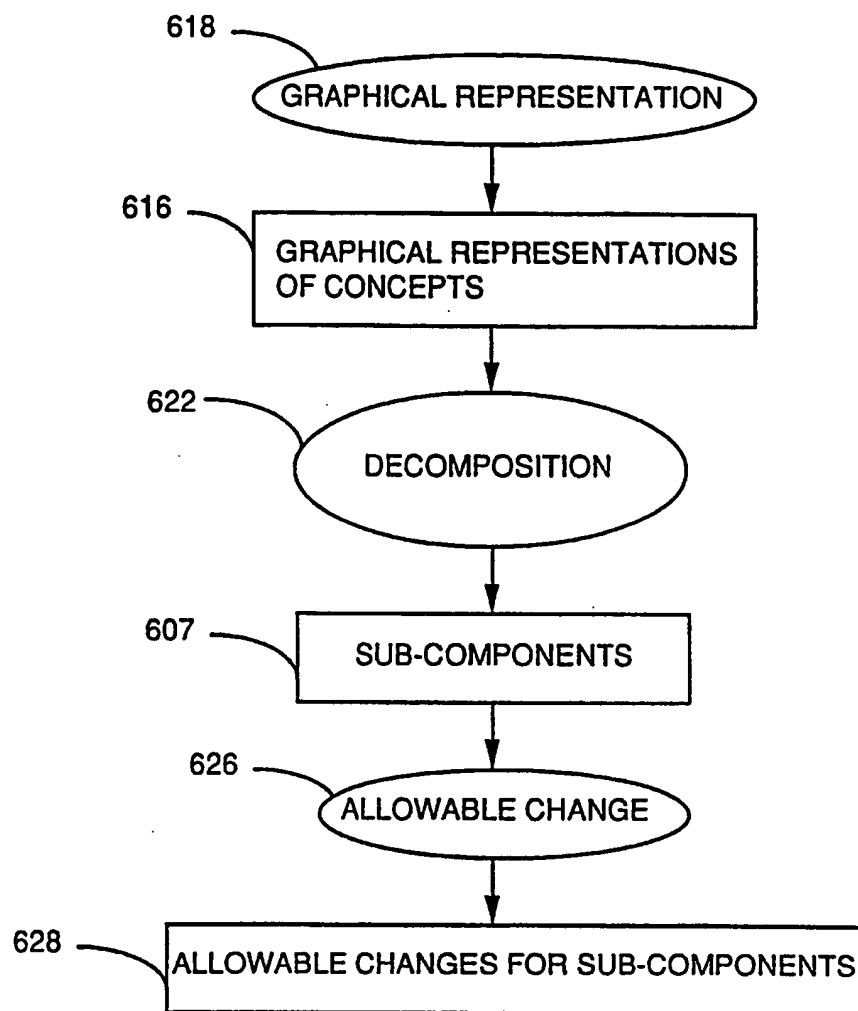 618
GRAPHICAL REPRESENTATION
616
GRAPHICAL REPRESENTATIONS
OF CONCEPTS
622
DECOMPOSITION
607
SUB-COMPONENTS
626
ALLOWABLE CHANGE
628
ALLOWABLE CHANGES FOR SUB-COMPONENTS